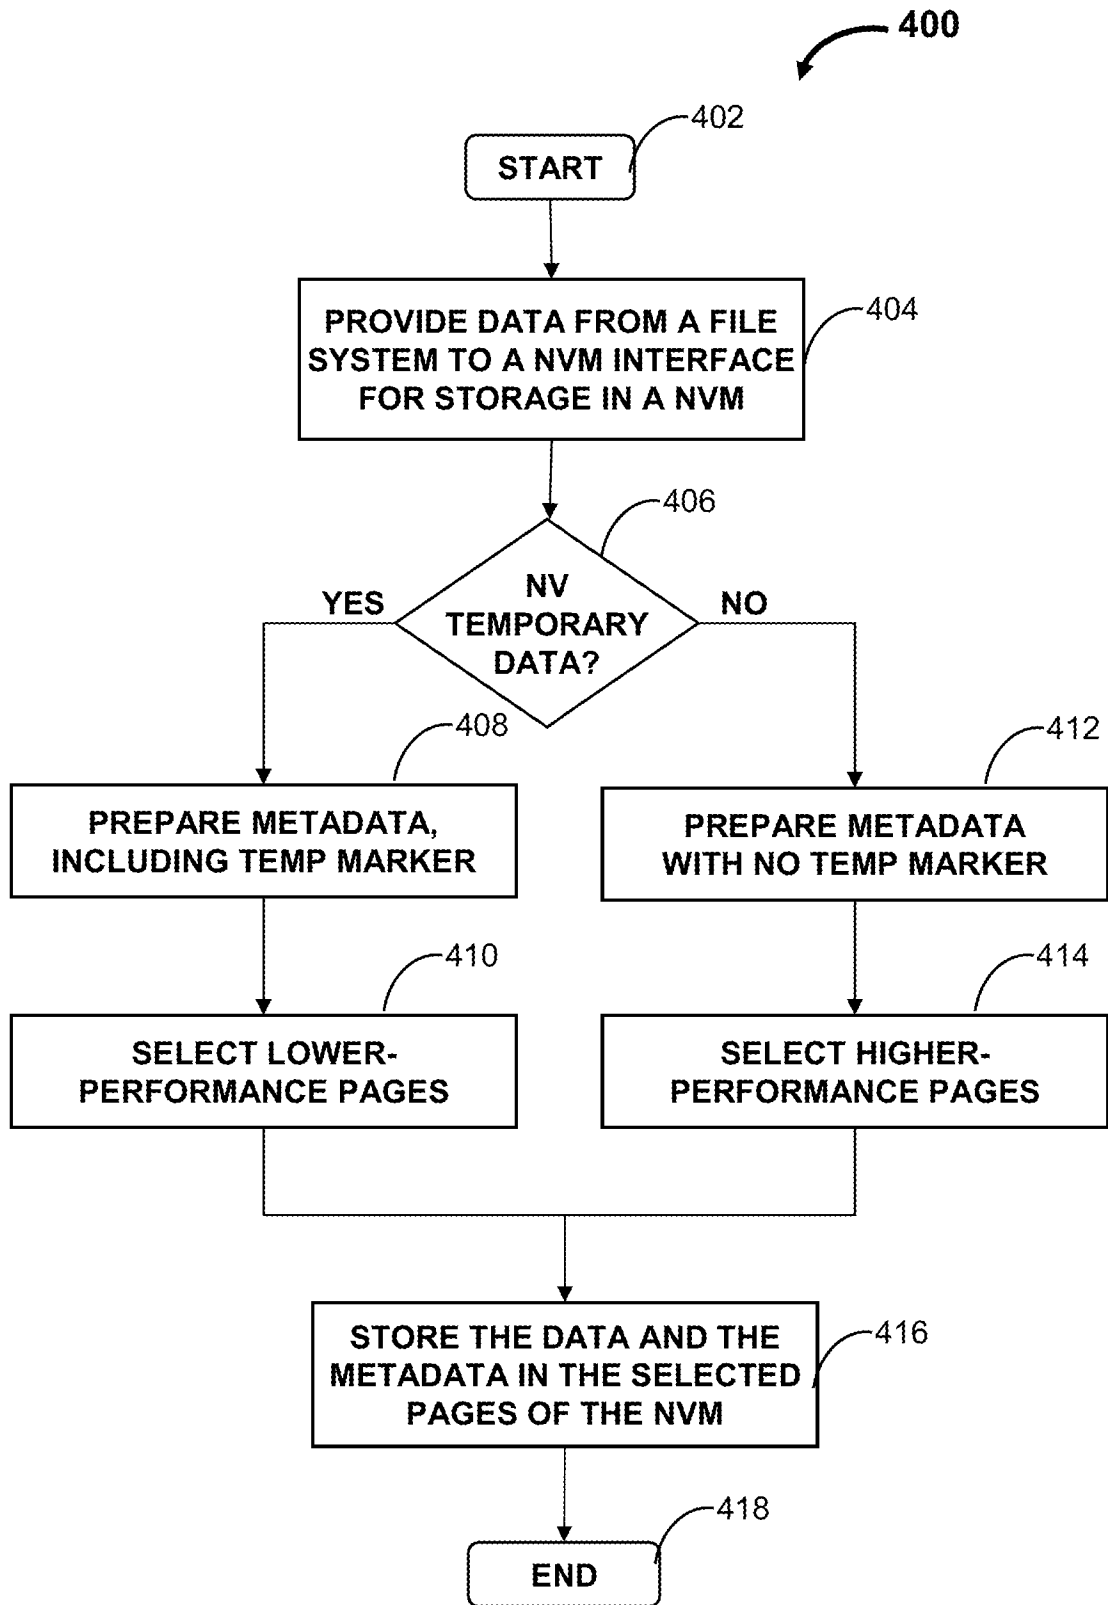 400
402
START
PROVIDE DATA FROM A FILE
SYSTEM TO A NVM INTERFACE
FOR STORAGE IN A NVM
404
406
NV
TEMPORARY
DATA?
YES
NO
408
PREPARE METADATA,
INCLUDING TEMP MARKER
412
PREPARE METADATA
WITH NO TEMP MARKER
410
SELECT LOWER-
PERFORMANCE PAGES
414
SELECT HIGHER-
PERFORMANCE PAGES
STORE THE DATA AND THE
METADATA IN THE SELECTED
PAGES OF THE NVM
416
418
END